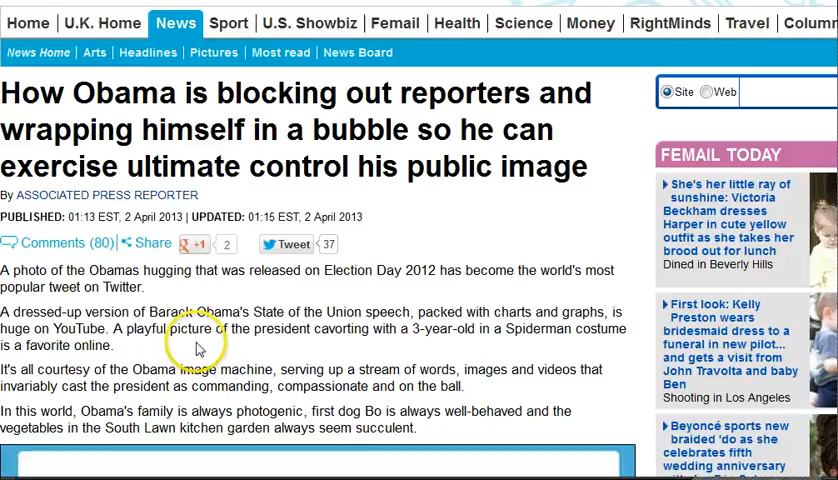 Home U.K. Home News Sport U.S. Showbiz Femail Health Science Money RightMinds Travel
News Home Arts Headlines Pictures Most read News Board
How Obama is blocking out reporters and
wrapping himself in a bubble so he can
exercise ultimate control his public image
By ASSOCIATED PRESS REPORTER
PUBLISHED: 01:13 EST, 2 April 2013 | UPDATED: 01:15 EST, 2 April 2013
Comments (80) Share +1 2 Tweet 37
A photo of the Obamas hugging that was released on Election Day 2012 has become the world's most
popular tweet on Twitter.
A dressed-up version of Barack Obama's State of the Union speech, packed with charts and graphs, is
huge on YouTube. A playful picture of the president cavorting with a 3-year-old in a Spiderman costume
is a favorite online.
It's all courtesy of the Obama image machine, serving up a stream of words, images and videos that
invariably cast the president as commanding, compassionate and on the ball.
In this world, Obama's family is always photogenic, first dog Bo is always well-behaved and the
vegetables in the South Lawn kitchen garden always seem succulent.
Site Web
FEMAIL TODAY
She's her little ray of
sunshine: Victoria
Beckham dresses
Harper in cute yellow
outfit as she takes her
brood out for lunch
Dined in Beverly Hills
First look: Kelly
Preston wears
bridesmaid dress to a
funeral in new pilot...
and gets a visit from
John Travolta and baby
Ben
Shooting in Los Angeles
Beyoncé sports new
braided 'do as she
celebrates fifth
wedding anniversary